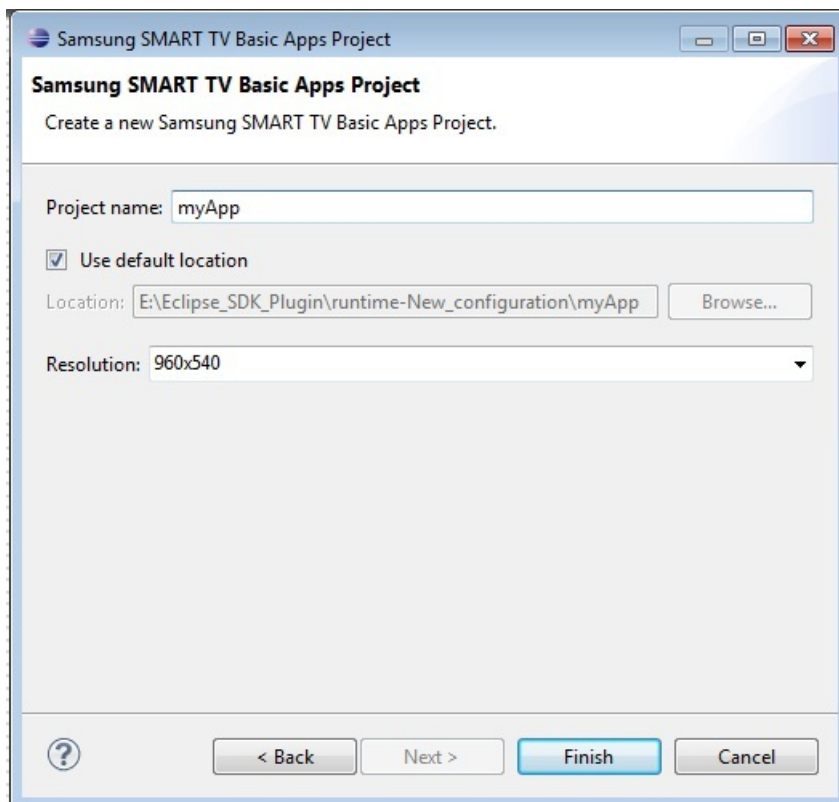 Samsung SMART TV Basic Apps Project
Samsung SMART TV Basic Apps Project
Create a new Samsung SMART TV Basic Apps Project.
Project name: myApp
Use default location
Location: E:\Eclipse_SDK_Plugin\runtime-New_configuration\myApp Browse...
Resolution: 960x540
? < Back Next > Finish Cancel